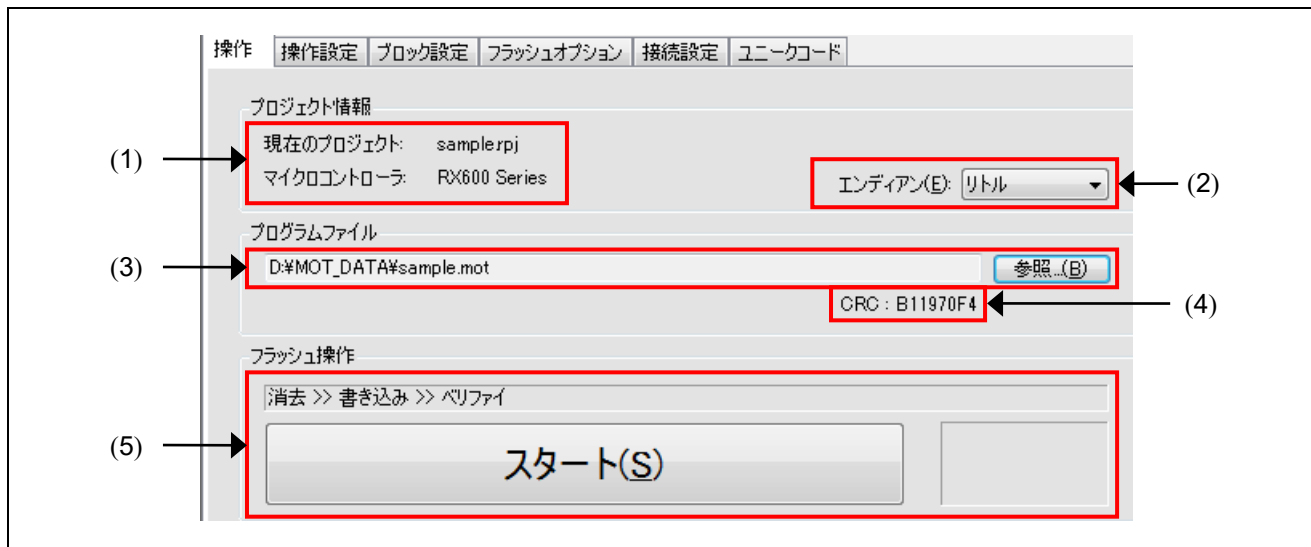 操作 操作設定 ブロック設定 フラッシュオプション 接続設定 ユニークコード
プロジェクト情報
(1) 現在のプロジェクト: sample.rpj
マイクロコントローラ: RX600 Series
エンディアン(E): リトル (2)
プログラムファイル
(3) D:¥MOT_DATA¥sample.mot 参照...(B)
CRC : B11970F4 (4)
フラッシュ操作
消去 >> 書き込み >> ベリファイ
(5) スタート(S)